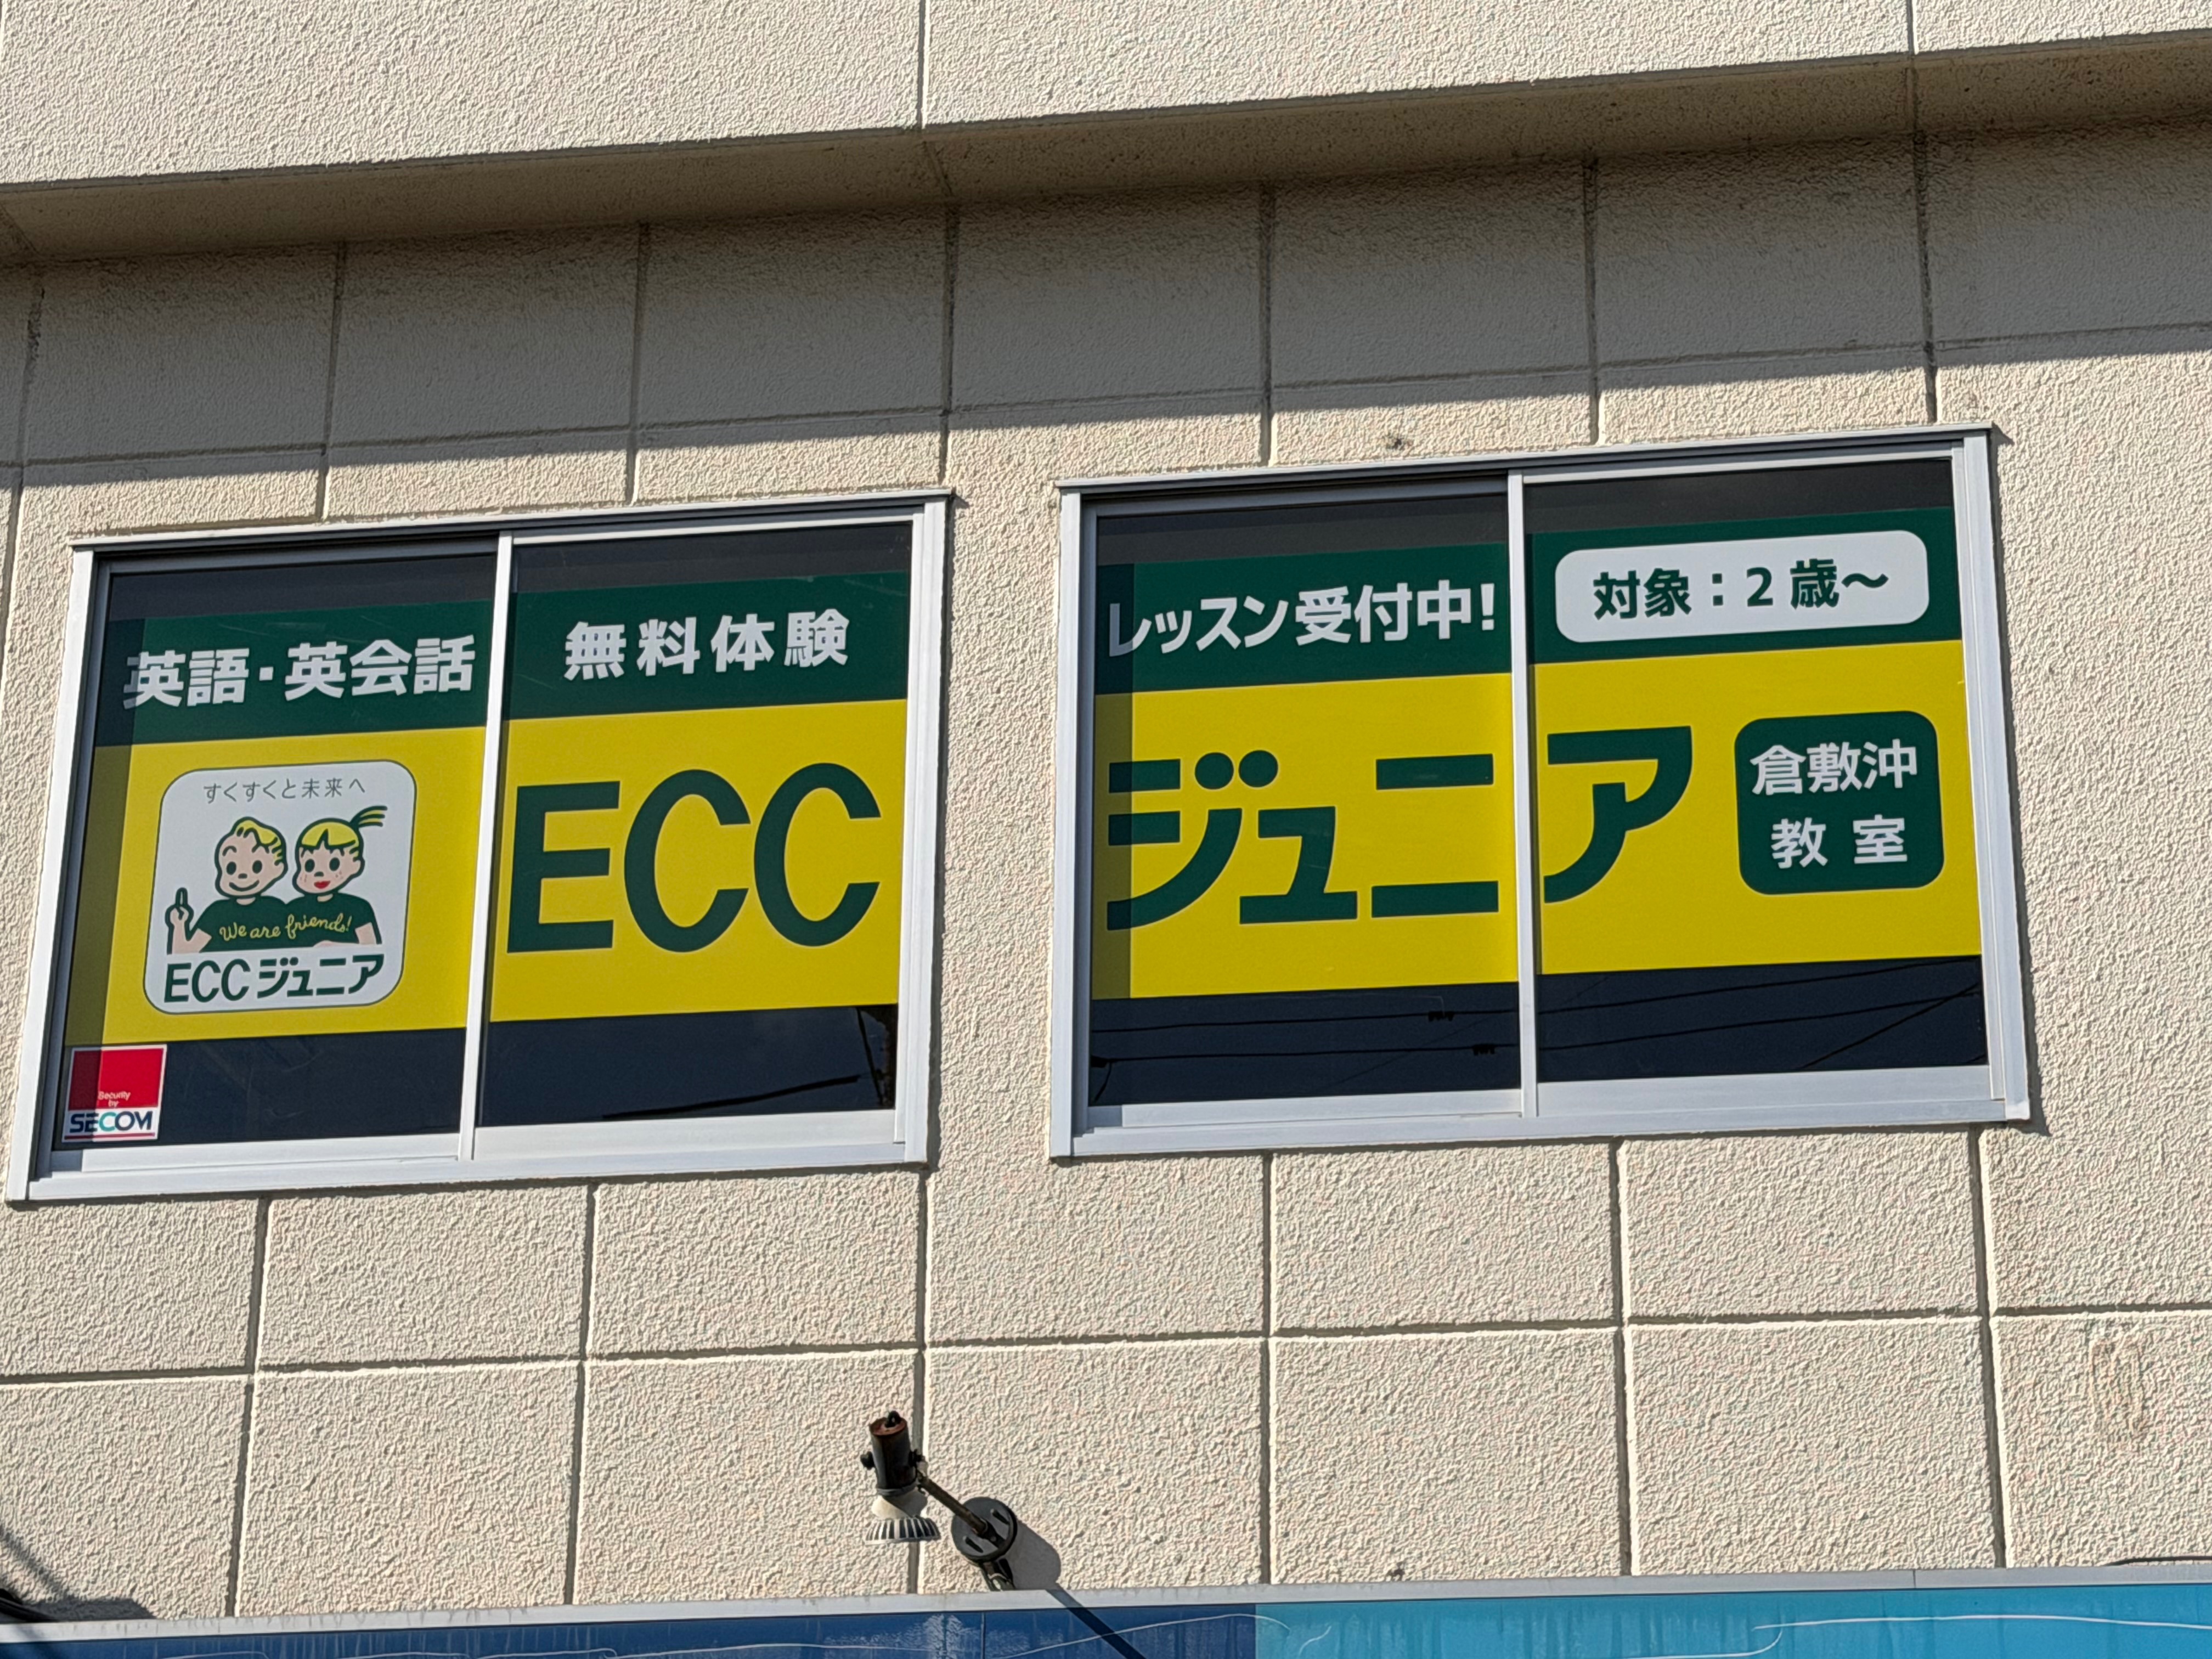 英語・英会話 無料体験 レッスン受付中! 対象：2歳～
すくすくと未来へ
We are friends!
ECCジュニア
ECC ジュニア
倉敷沖
教室
Security
by
SECOM